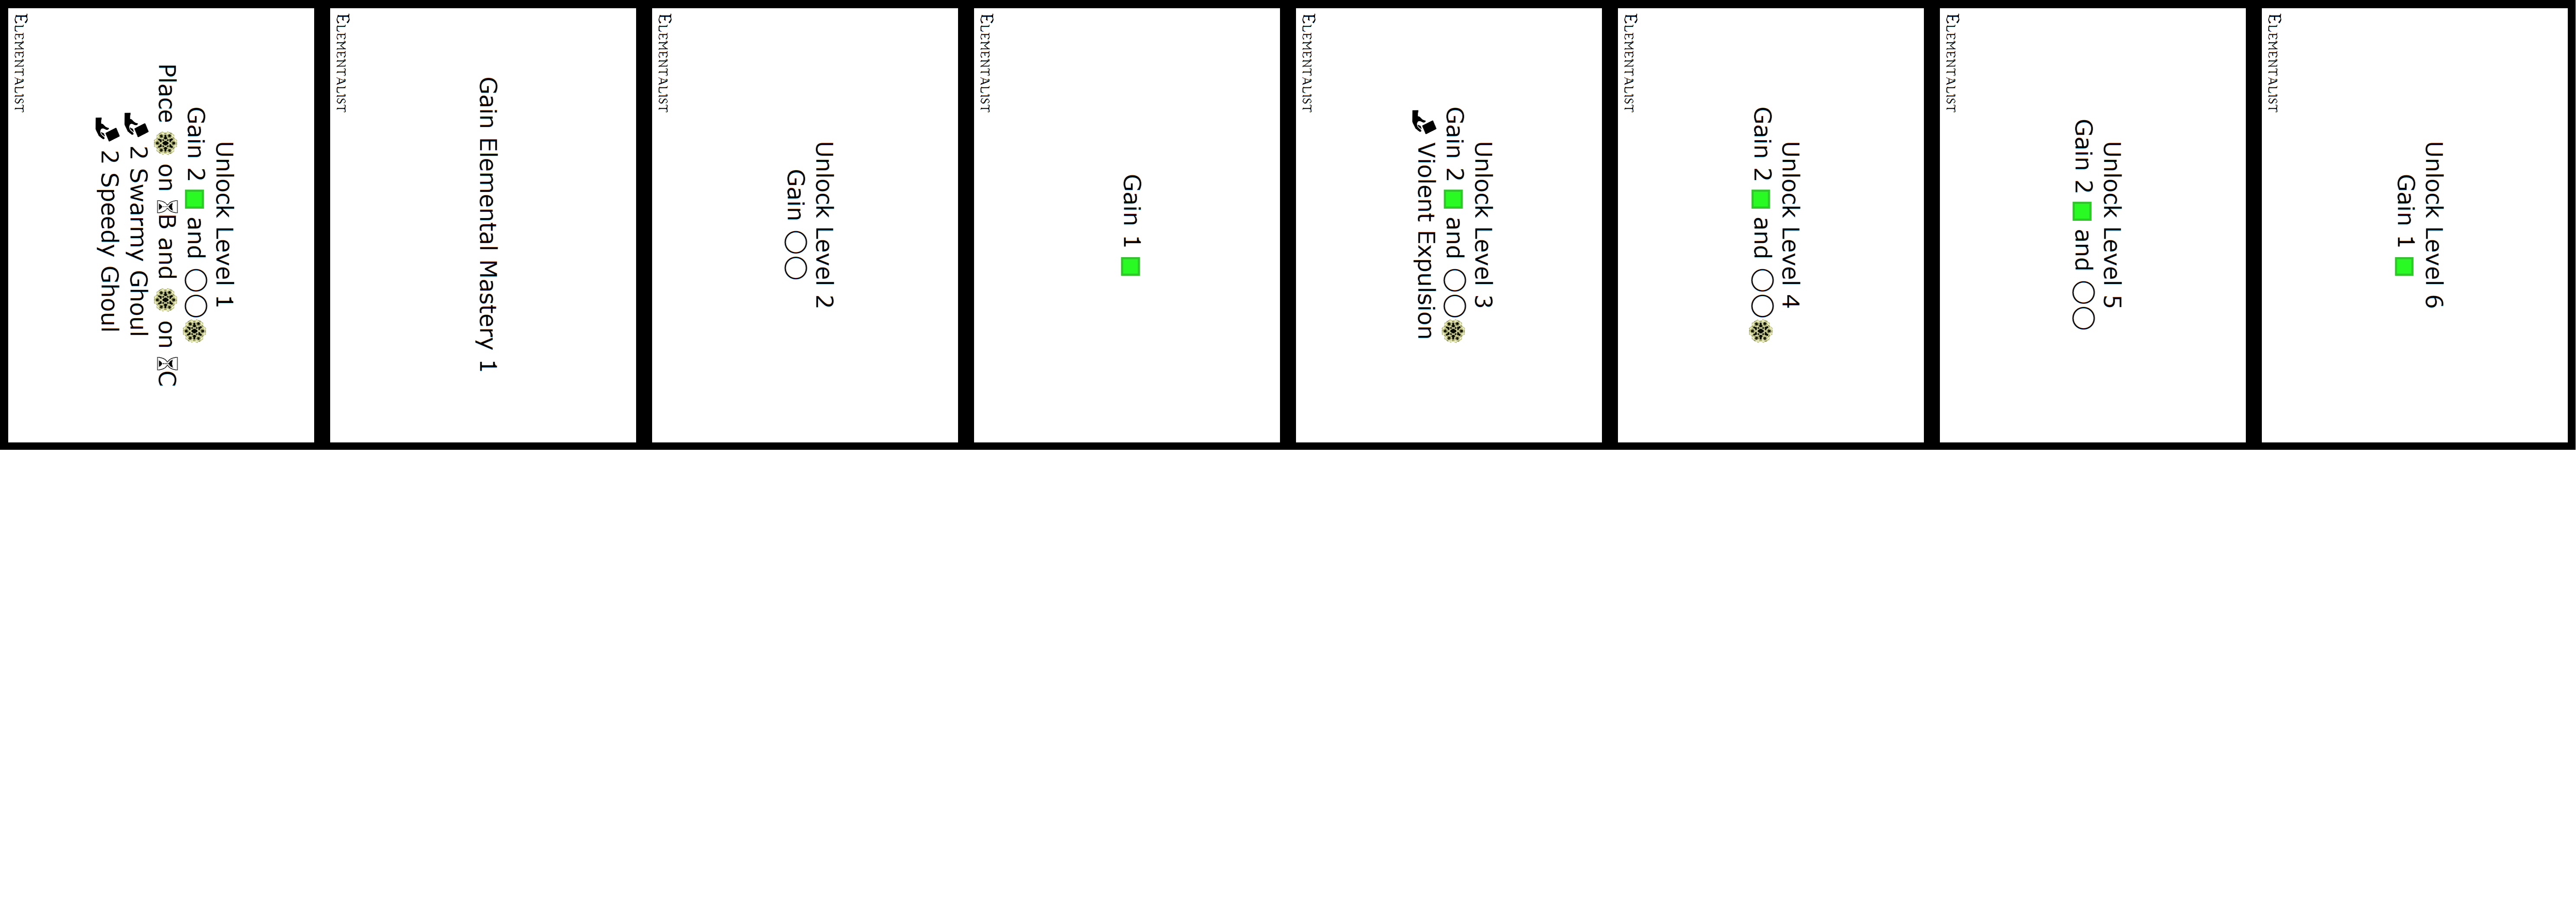 Unlock Level 1
Gain 2 🟩 and ◯◯
Place on ⌛B and on ⌛C
2 Swarmy Ghoul
2 Speedy Ghoul
ELEMENTALIST
Gain Elemental Mastery 1
ELEMENTALIST
Unlock Level 2
Gain ◯◯
ELEMENTALIST
Gain 1 🟩
ELEMENTALIST
Unlock Level 3
Gain 2 🟩 and ◯◯
Violent Expulsion
ELEMENTALIST
Unlock Level 4
Gain 2 🟩 and ◯◯
ELEMENTALIST
Unlock Level 5
Gain 2 🟩 and ◯◯
ELEMENTALIST
Unlock Level 6
Gain 1 🟩
ELEMENTALIST